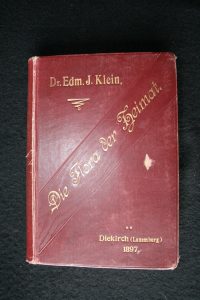 Dr. Edm. J. Klein,
Die Flora der Heimat.
Diekirch (Luxemburg)
1897.